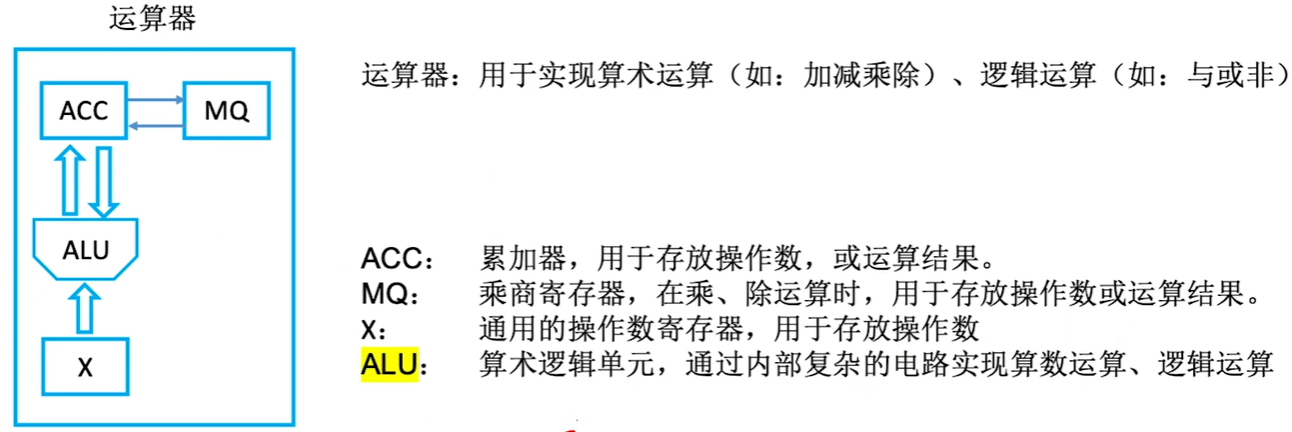 运算器
ACC
MQ
ALU
X
运算器：用于实现算术运算（如：加减乘除）、逻辑运算（如：与或非）
ACC： 累加器，用于存放操作数，或运算结果。
MQ： 乘商寄存器，在乘、除运算时，用于存放操作数或运算结果。
X： 通用的操作数寄存器，用于存放操作数
ALU： 算术逻辑单元，通过内部复杂的电路实现算数运算、逻辑运算